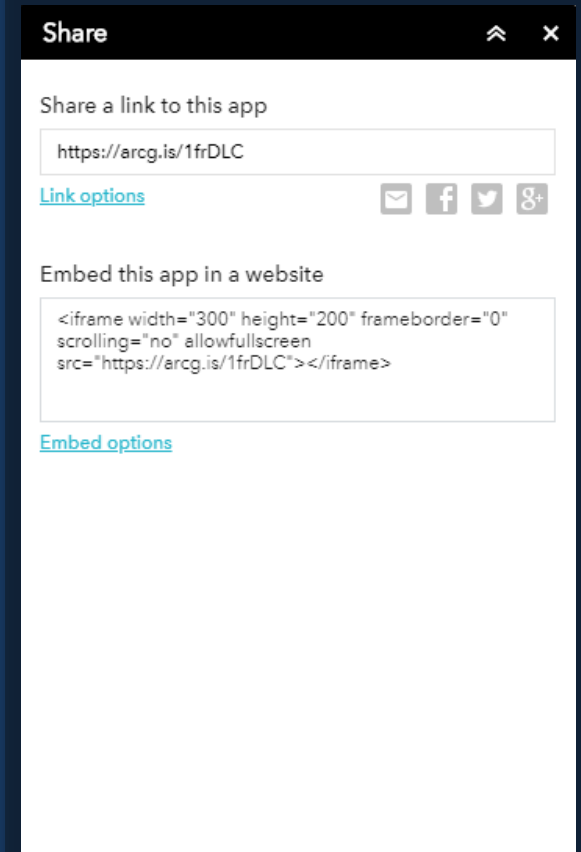 Share
Share a link to this app
https://arcg.is/1frDLC
Link options
Embed this app in a website
<iframe width="300" height="200" frameborder="0"
scrolling="no" allowfullscreen
src="https://arcg.is/1frDLC"></iframe>
Embed options